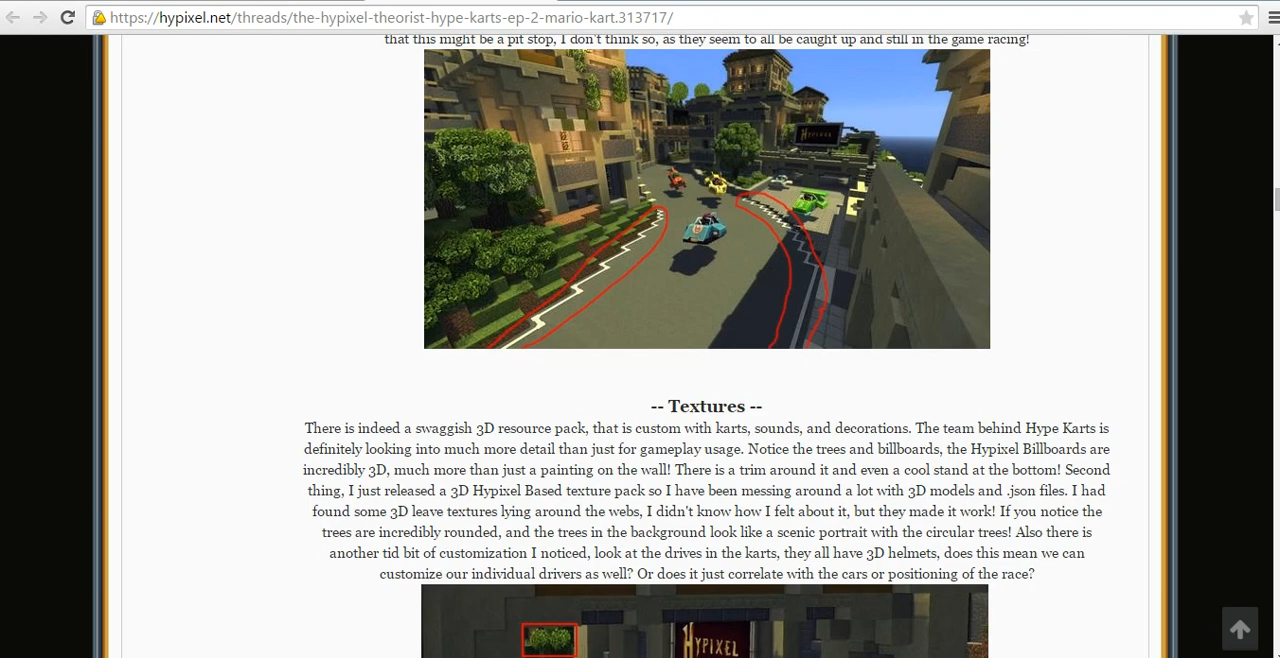 https://hypixel.net/threads/the-hypixel-theorist-hype-karts-ep-2-mario-kart.313717/
that this might be a pit stop, I don't think so, as they seem to all be caught up and still in the game racing!
HYPIXEL
-- Textures --
There is indeed a swaggish 3D resource pack, that is custom with karts, sounds, and decorations. The team behind Hype Karts is
definitely looking into much more detail than just for gameplay usage. Notice the trees and billboards, the Hypixel Billboards are
incredibly 3D, much more than just a painting on the wall! There is a trim around it and even a cool stand at the bottom! Second
thing, I just released a 3D Hypixel Based texture pack so I have been messing around a lot with 3D models and .json files. I had
found some 3D leave textures lying around the webs, I didn't know how I felt about it, but they made it work! If you notice the
trees are incredibly rounded, and the trees in the background look like a scenic portrait with the circular trees! Also there is
another tid bit of customization I noticed, look at the drives in the karts, they all have 3D helmets, does this mean we can
customize our individual drivers as well? Or does it just correlate with the cars or positioning of the race?
HYPIXEL